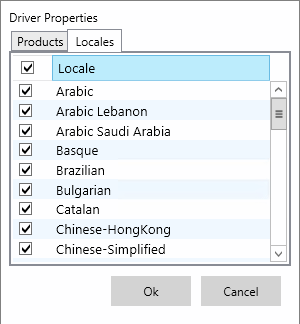 Driver Properties
Products Locales
Locale
Arabic
Arabic Lebanon
Arabic Saudi Arabia
Basque
Brazilian
Bulgarian
Catalan
Chinese-HongKong
Chinese-Simplified
Ok Cancel